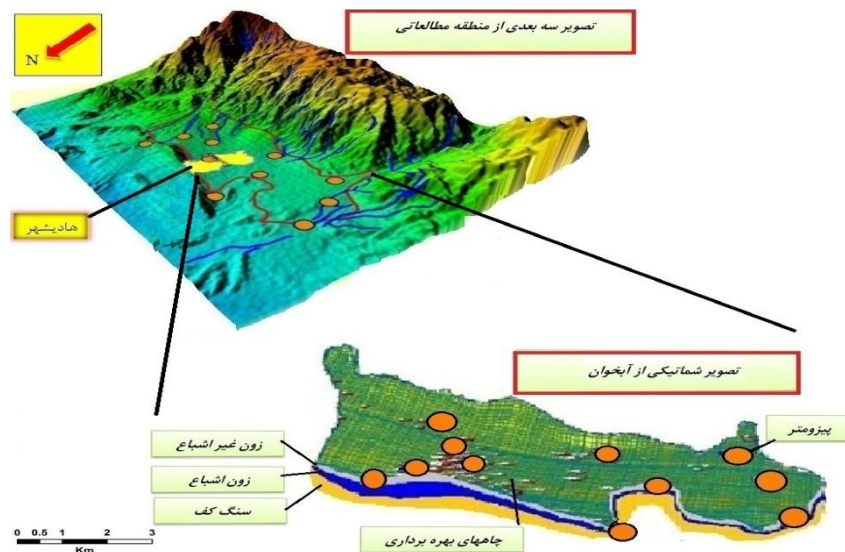 تصویر سه بعدی از منطقه مطالعاتی
N
هادیشهر
تصویر شماتیکی از آبخوان
زون غیر اشباع
پیزومتر
زون اشباع
سنگ کف
چاههای بهره برداری
0 0.5 1 2 3
Km